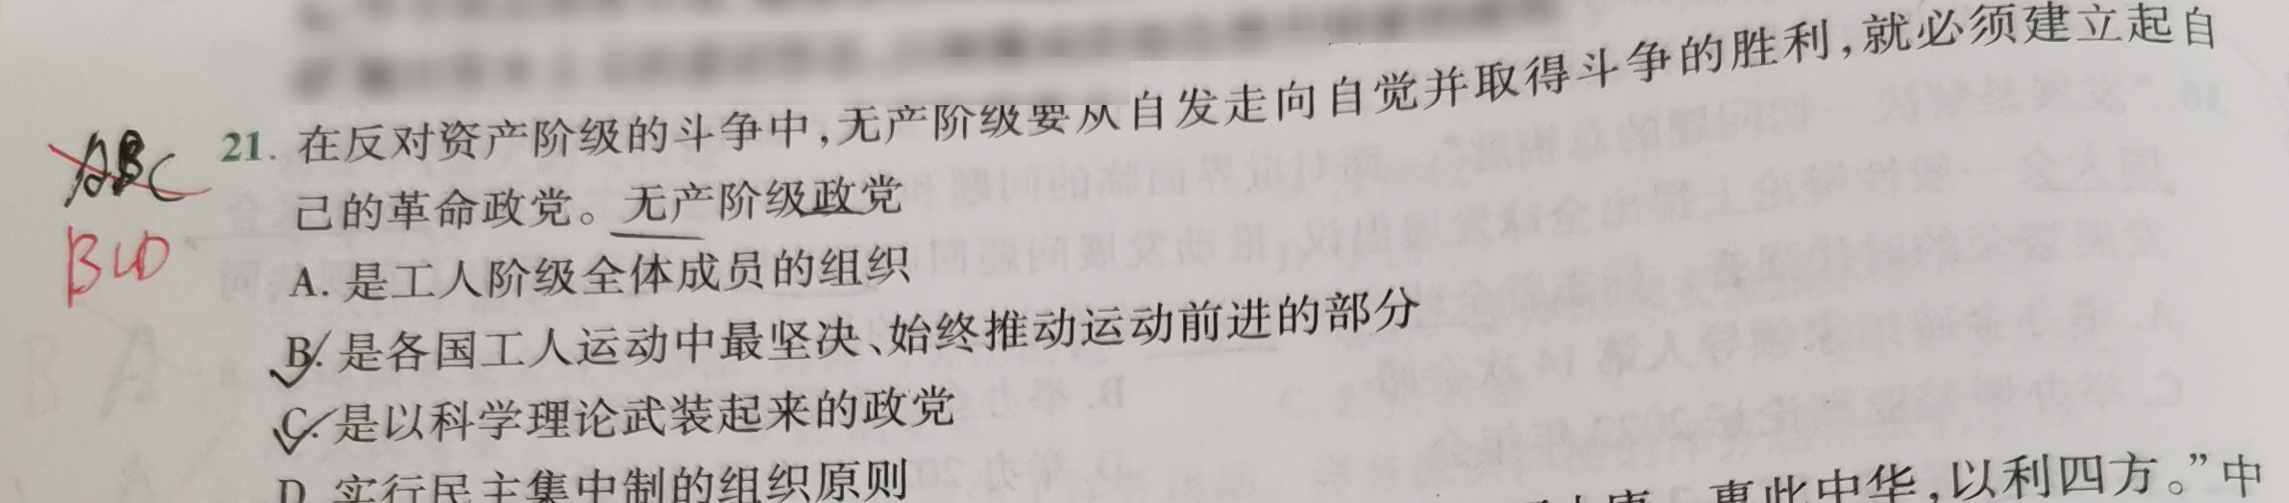 21. 在反对资产阶级的斗争中,无产阶级要从自发走向自觉并取得斗争的胜利,就必须建立起自
己的革命政党。无产阶级政党
ABC
BCD
A. 是工人阶级全体成员的组织
B. 是各国工人运动中最坚决、始终推动运动前进的部分
C. 是以科学理论武装起来的政党
D. 实行民主集中制的组织原则
惠此中华,以利四方。”中